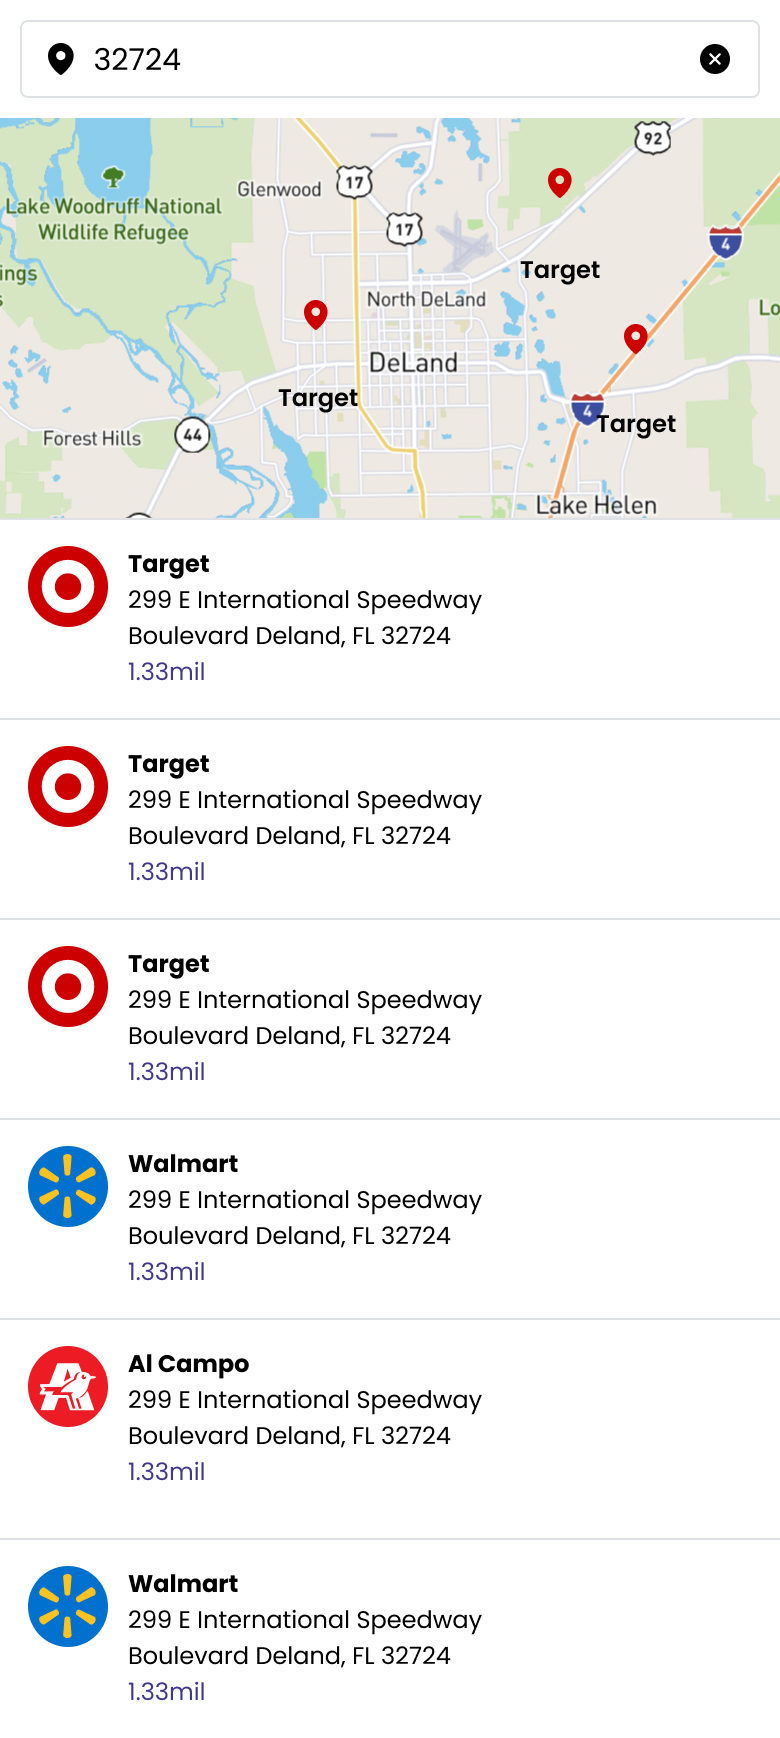 32724
92
17
Glenwood
Lake Woodruff National
Wildlife Refugee
17
4
Target
ings
s
North DeLand
Lo
DeLand
Target
4
Target
Forest Hills
44
Lake Helen
Target
299 E International Speedway
Boulevard Deland, FL 32724
1.33mil
Target
299 E International Speedway
Boulevard Deland, FL 32724
1.33mil
Target
299 E International Speedway
Boulevard Deland, FL 32724
1.33mil
Walmart
299 E International Speedway
Boulevard Deland, FL 32724
1.33mil
Al Campo
299 E International Speedway
Boulevard Deland, FL 32724
1.33mil
Walmart
299 E International Speedway
Boulevard Deland, FL 32724
1.33mil